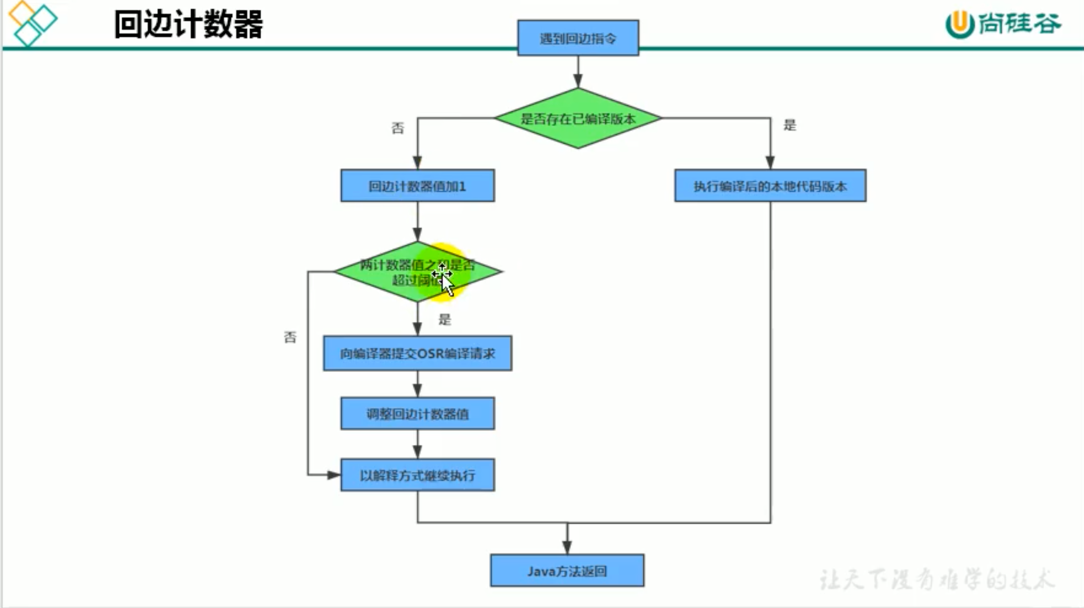 回边计数器
尚硅谷
遇到回边指令
是否存在已编译版本
否
是
回边计数器值加1
执行编译后的本地代码版本
两计数器值之和是否
超过阈值
是
否
向编译器提交OSR编译请求
调整回边计数器值
以解释方式继续执行
Java方法返回
让天下没有难学的技术